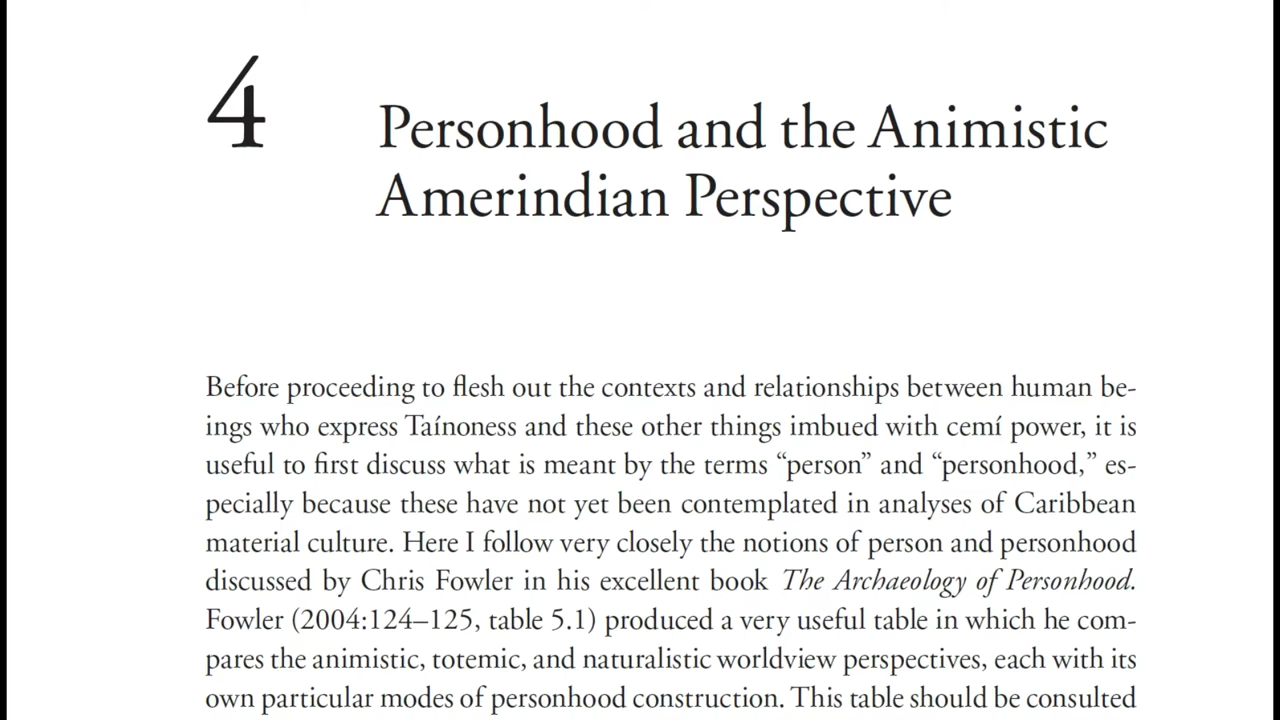 4
Personhood and the Animistic
Amerindian Perspective
Before proceeding to flesh out the contexts and relationships between human be-
ings who express Taínoness and these other things imbued with cemí power, it is
useful to first discuss what is meant by the terms “person” and “personhood,” es-
pecially because these have not yet been contemplated in analyses of Caribbean
material culture. Here I follow very closely the notions of person and personhood
discussed by Chris Fowler in his excellent book The Archaeology of Personhood.
Fowler (2004:124–125, table 5.1) produced a very useful table in which he com-
pares the animistic, totemic, and naturalistic worldview perspectives, each with its
own particular modes of personhood construction. This table should be consulted